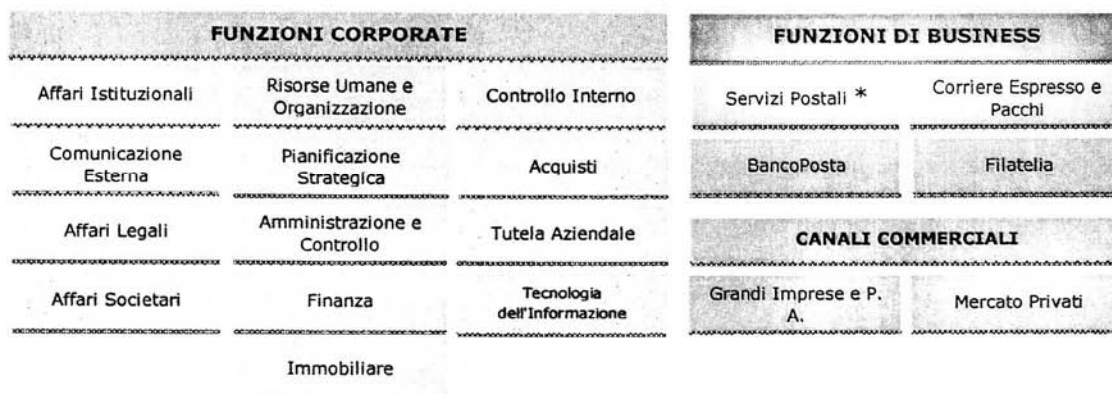 FUNZIONI CORPORATE
Affari Istituzionali
Risorse Umane e
Organizzazione
Controllo Interno
Comunicazione
Esterna
Pianificazione
Strategica
Acquisti
Affari Legali
Amministrazione e
Controllo
Tutela Aziendale
Affari Societari
Finanza
Tecnologia
dell'Informazione
Immobiliare
FUNZIONI DI BUSINESS
Servizi Postali *
Corriere Espresso e
Pacchi
BancoPosta
Filatelia
CANALI COMMERCIALI
Grandi Imprese e P.
A.
Mercato Privati